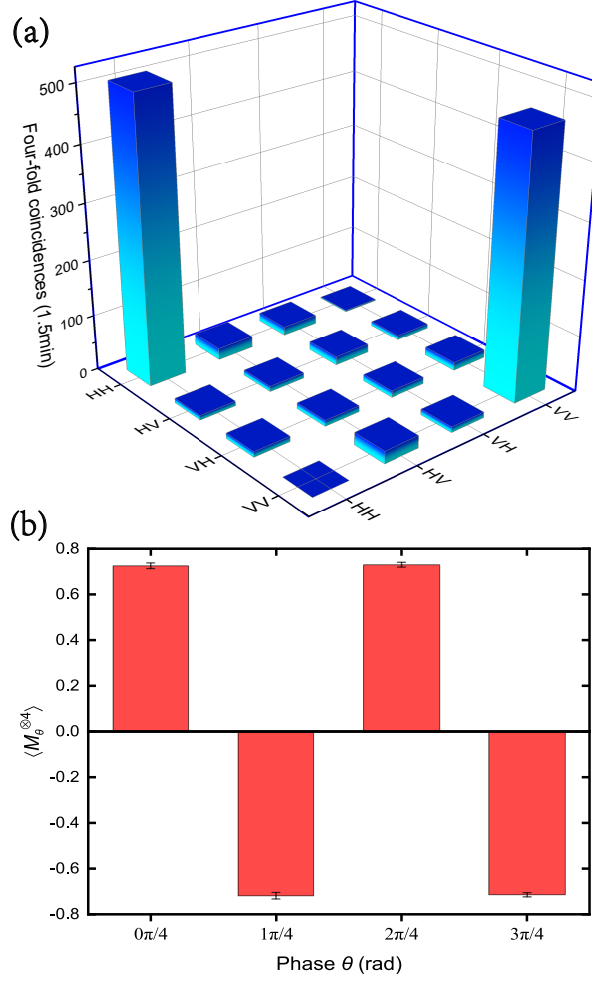 (a)
Four-fold coincidences (1.5min)
500
400
300
200
100
0
HH
HV
VH
VV
HH
HV
VH
VV
(b)
⟨M_θ^⊗4⟩
0.8
0.6
0.4
0.2
0.0
-0.2
-0.4
-0.6
-0.8
0π/4
1π/4
2π/4
3π/4
Phase θ (rad)